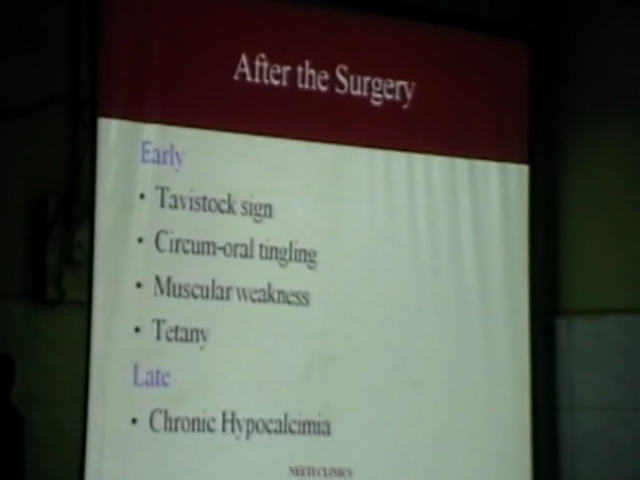 After the Surgery
Early
• Tavistock sign
• Circum-oral tingling
• Muscular weakness
• Tetany
Late
• Chronic Hypocalcimia
NEETI CLINICS